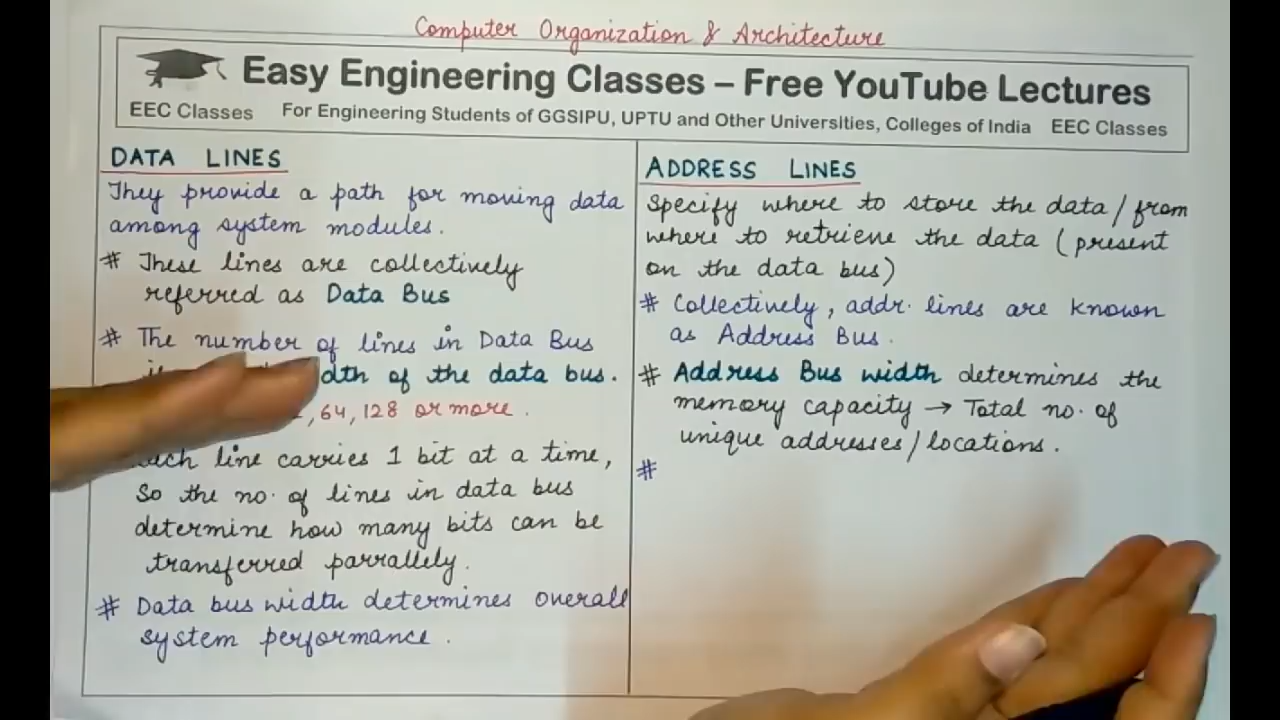 Computer Organization & Architecture
Easy Engineering Classes – Free YouTube Lectures
EEC Classes For Engineering Students of GGSIPU, UPTU and Other Universities, Colleges of India EEC Classes
DATA LINES
They provide a path for moving data
among system modules.
# These lines are collectively
referred as Data Bus
# The number of lines in Data Bus
of the data bus.
, 64, 128 or more.
line carries 1 bit at a time,
So the no. of lines in data bus
determine how many bits can be
transferred parrallely.
# Data bus width determines overall
system performance.
ADDRESS LINES
Specify where to store the data / from
where to retrieve the data (present
on the data bus)
# Collectively, addr. lines are known
as Address Bus.
# Address Bus width determines the
memory capacity → Total no. of
unique addresses / locations.
#